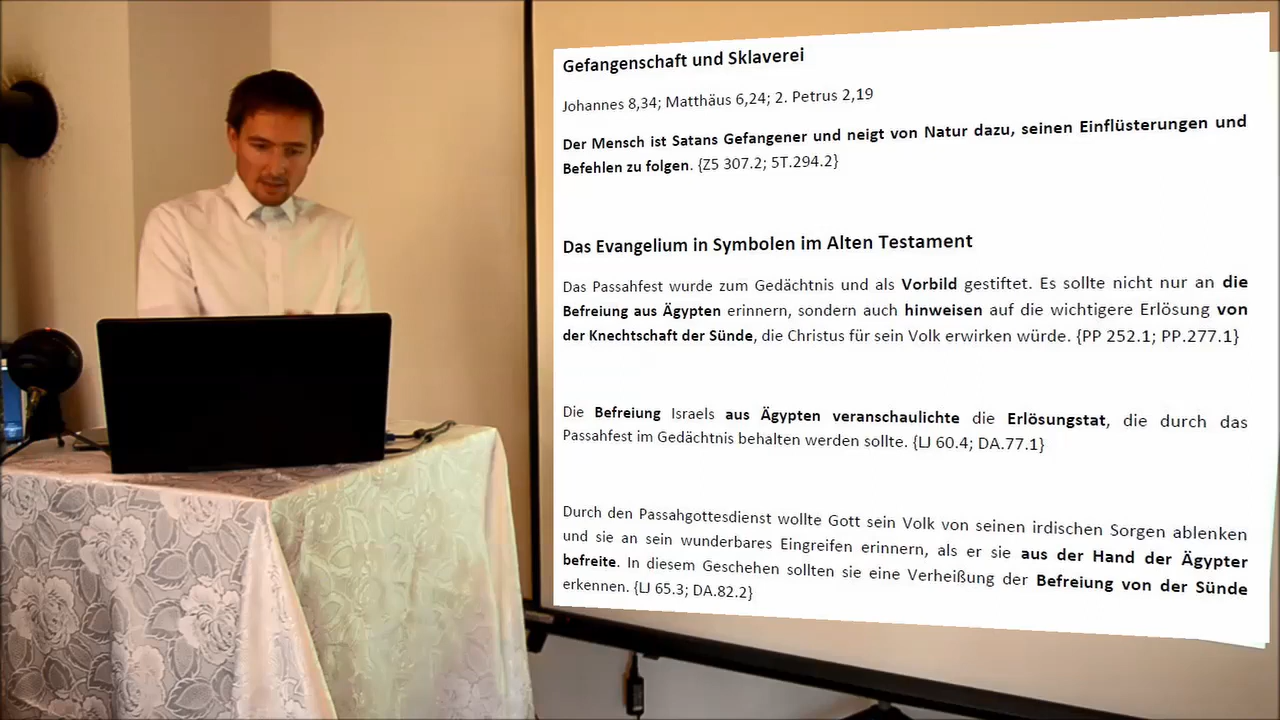 Gefangenschaft und Sklaverei
Johannes 8,34; Matthäus 6,24; 2. Petrus 2,19
Der Mensch ist Satans Gefangener und neigt von Natur dazu, seinen Einflüsterungen und
Befehlen zu folgen. {Z5 307.2; 5T.294.2}
Das Evangelium in Symbolen im Alten Testament
Das Passahfest wurde zum Gedächtnis und als Vorbild gestiftet. Es sollte nicht nur an die
Befreiung aus Ägypten erinnern, sondern auch hinweisen auf die wichtigere Erlösung von
der Knechtschaft der Sünde, die Christus für sein Volk erwirken würde. {PP 252.1; PP.277.1}
Die Befreiung Israels aus Ägypten veranschaulichte die Erlösungstat, die durch das
Passahfest im Gedächtnis behalten werden sollte. {LJ 60.4; DA.77.1}
Durch den Passahgottesdienst wollte Gott sein Volk von seinen irdischen Sorgen ablenken
und sie an sein wunderbares Eingreifen erinnern, als er sie aus der Hand der Ägypter
befreite. In diesem Geschehen sollten sie eine Verheißung der Befreiung von der Sünde
erkennen. {LJ 65.3; DA.82.2}